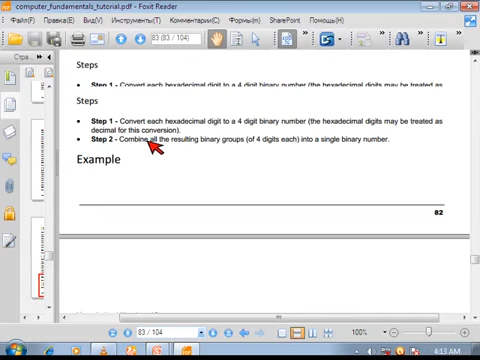 computer_fundamentals_tutorial.pdf - Foxit Reader
Файл(F) Правка(E) Вид(V) Инструменты(T) Комментарии(C) Формы(m) SharePoint Помощь(H)
83 (83 / 104)
Стра
Steps
Step 1 - Convert each hexadecimal digit to a 4 digit binary number (the hexadecimal digits may be treated as
Steps
• Step 1 - Convert each hexadecimal digit to a 4 digit binary number (the hexadecimal digits may be treated as
decimal for this conversion).
• Step 2 - Combine all the resulting binary groups (of 4 digits each) into a single binary number.
Example
82
83 / 104
100%
4:13 AM